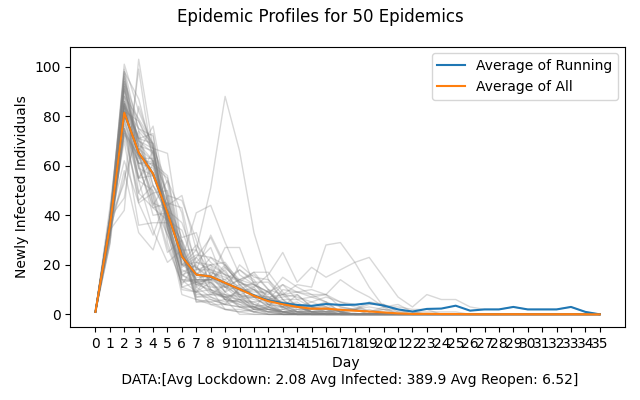 Epidemic Profiles for 50 Epidemics
Newly Infected Individuals
100
80
60
40
20
0
Average of Running
Average of All
0 1 2 3 4 5 6 7 8 9 10 11 12 13 14 15 16 17 18 19 20 21 22 23 24 25 26 27 28 29 30 31 32 33 34 35
Day
DATA:[Avg Lockdown: 2.08 Avg Infected: 389.9 Avg Reopen: 6.52]